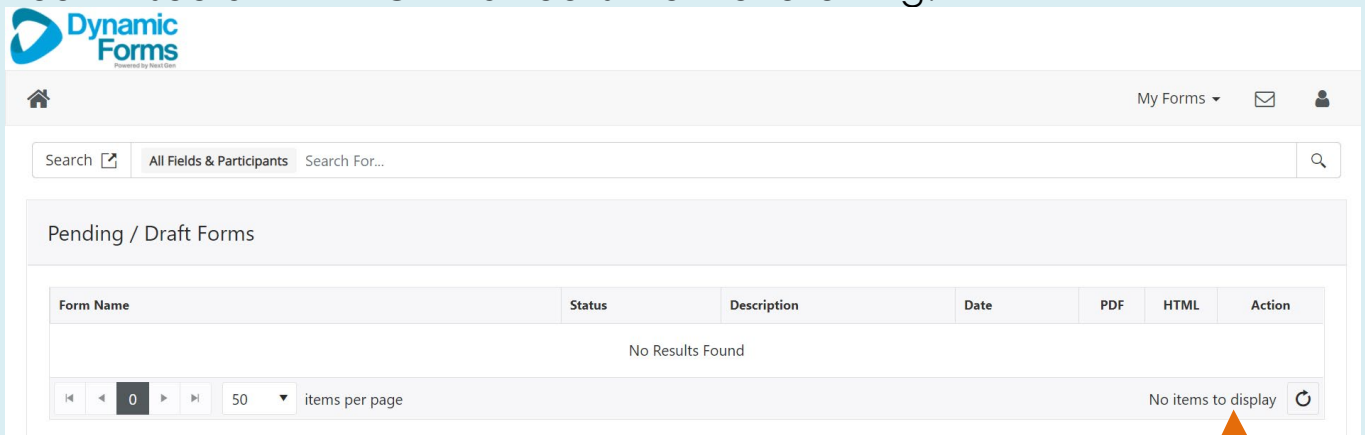 Dynamic
Forms
Powered by Next Gen
My Forms
Search All Fields & Participants Search For...
Pending / Draft Forms
Form Name Status Description Date PDF HTML Action
No Results Found
0 50 items per page No items to display